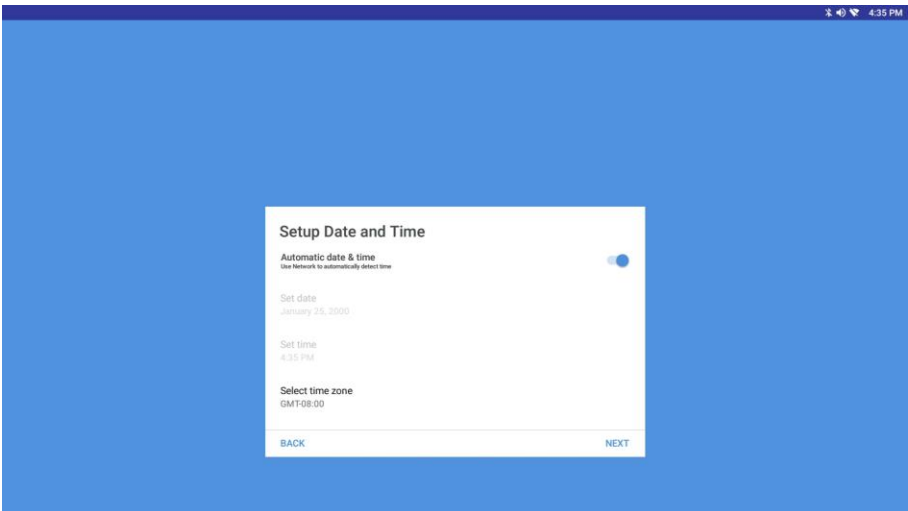 4:35 PM
Setup Date and Time
Automatic date & time
Use Network to automatically detect time
Set date
January 35, 2000
Set time
4:35 PM
Select time zone
GMT-08:00
BACK
NEXT